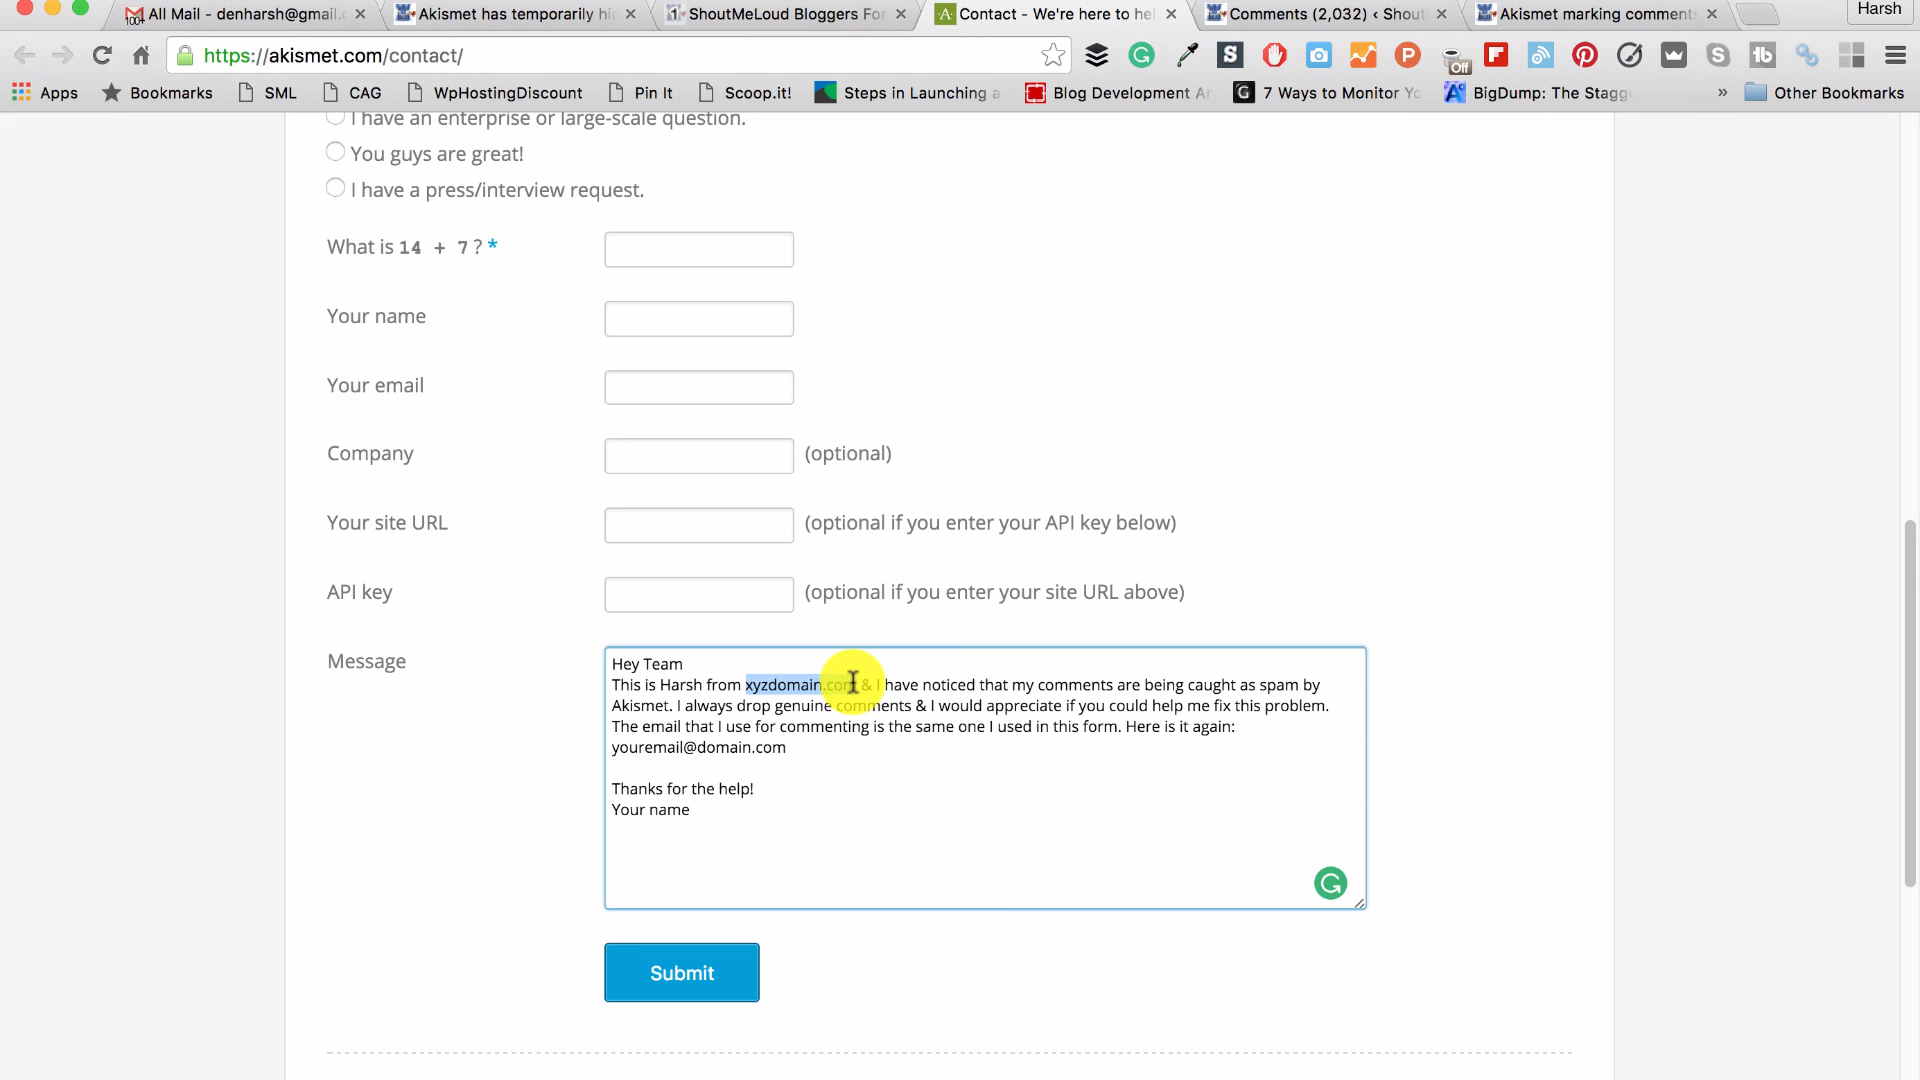 100+ All Mail - denharsh@gmail.
Akismet has temporarily hi
ShoutMeLoud Bloggers For
Contact - We're here to hel
Comments (2,032) ‹ Shout
Akismet marking comment
Harsh
https://akismet.com/contact/
Off
Apps Bookmarks SML CAG WpHostingDiscount Pin It Scoop.it! Steps in Launching a Blog Development Ar 7 Ways to Monitor Yo BigDump: The Stagg » Other Bookmarks
I have an enterprise or large-scale question.
You guys are great!
I have a press/interview request.
What is 14 + 7 ? *
Your name
Your email
Company (optional)
Your site URL (optional if you enter your API key below)
API key (optional if you enter your site URL above)
Message
Hey Team
This is Harsh from xyzdomain.com & I have noticed that my comments are being caught as spam by
Akismet. I always drop genuine comments & I would appreciate if you could help me fix this problem.
The email that I use for commenting is the same one I used in this form. Here is it again:
youremail@domain.com
Thanks for the help!
Your name
Submit